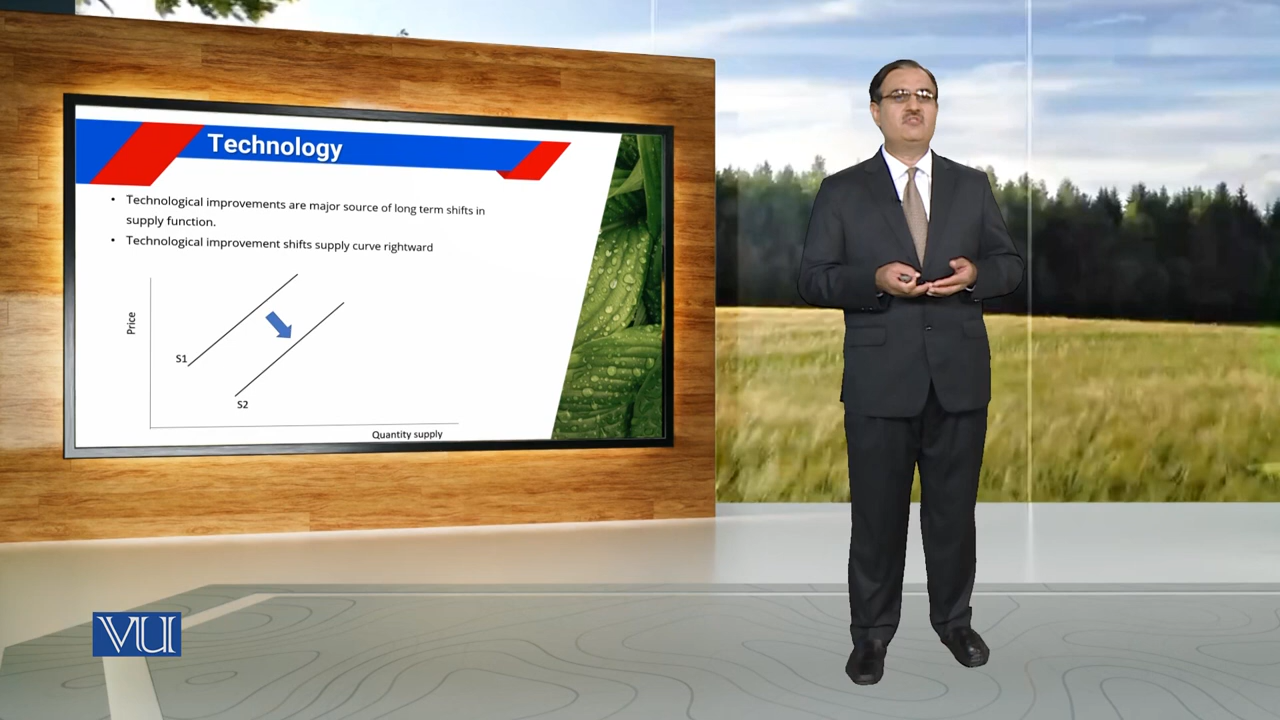 Technology
• Technological improvements are major source of long term shifts in
supply function.
• Technological improvement shifts supply curve rightward
Price
S1
S2
Quantity supply
VU